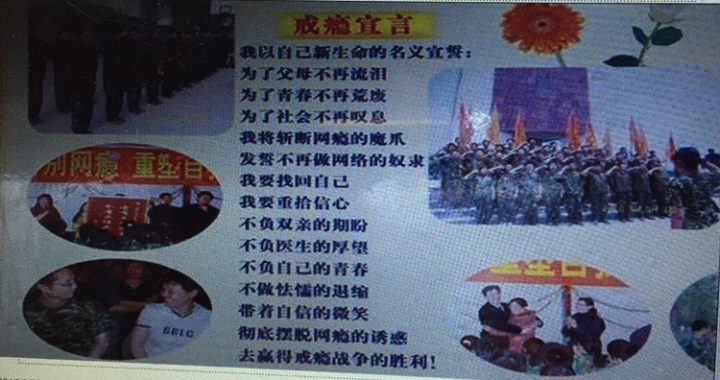 戒瘾宣言
我以自己新生命的名义宣誓：
为了父母不再流泪
为了青春不再荒废
为了社会不再叹息
我将斩断网瘾的魔爪
发誓不再做网络的奴隶
我要找回自己
我要重拾信心
不负双亲的期盼
不负医生的厚望
不负自己的青春
不做怯懦的退缩
带着自信的微笑
彻底摆脱网瘾的诱惑
去赢得戒瘾战争的胜利！
别网瘾 重塑自